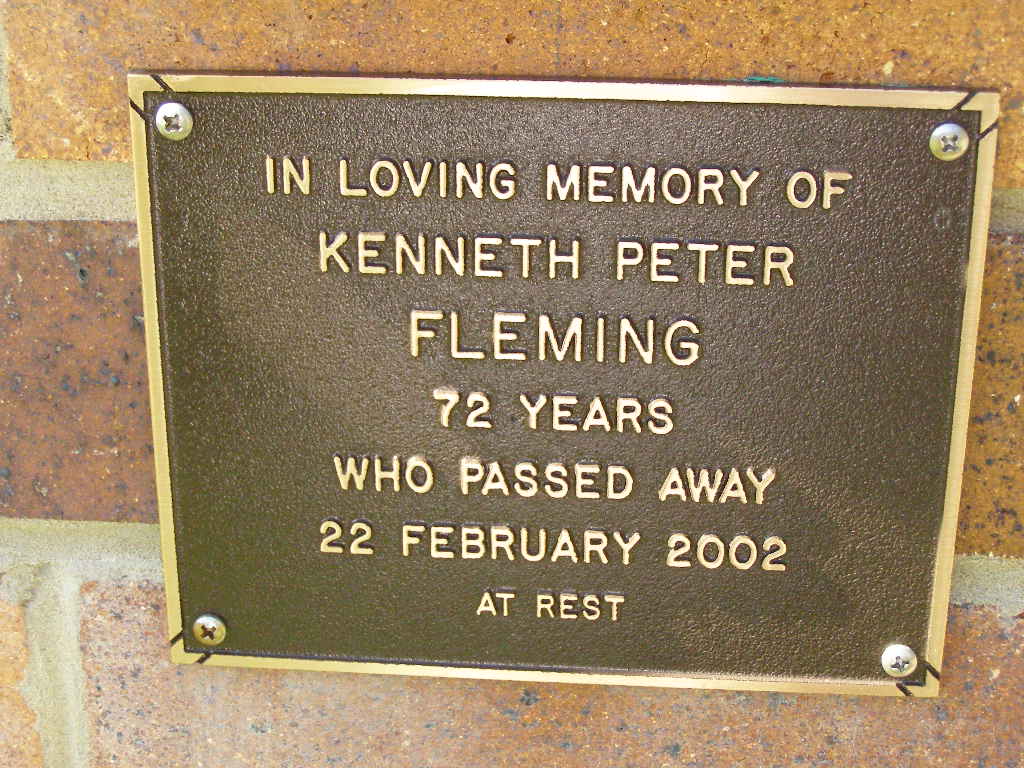 IN LOVING MEMORY OF
KENNETH PETER
FLEMING
72 YEARS
WHO PASSED AWAY
22 FEBRUARY 2002
AT REST